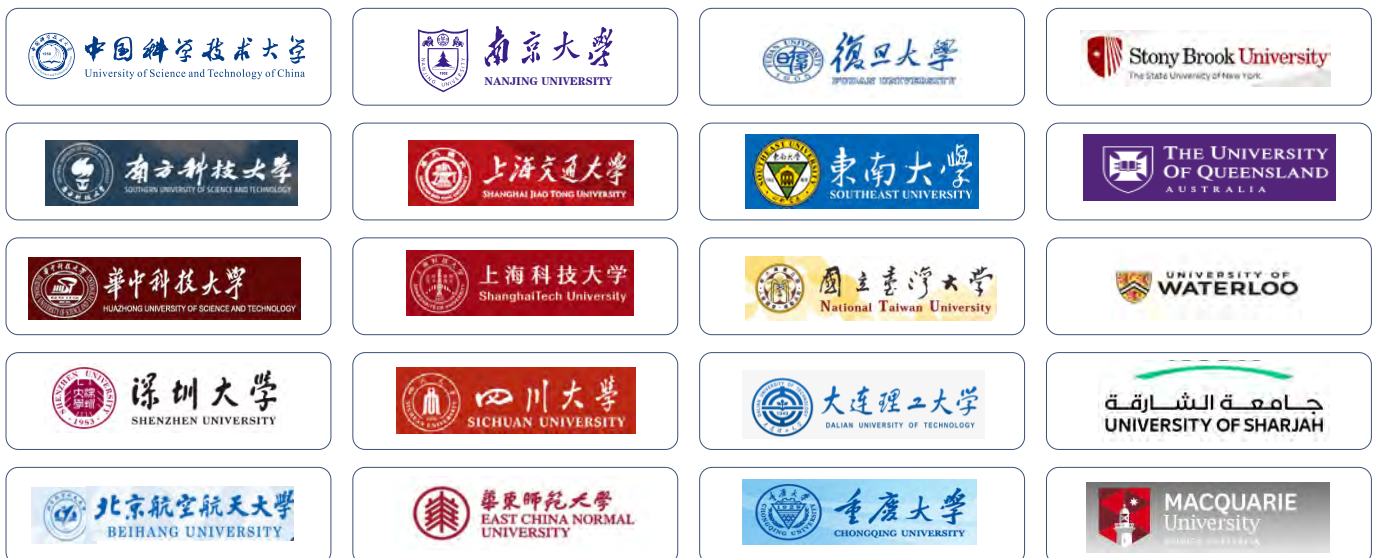 中国科学技术大学
University of Science and Technology of China
南京大學
NANJING UNIVERSITY
復旦大學
FUDAN UNIVERSITY
Stony Brook University
The State University of New York
南方科技大学
SOUTHERN UNIVERSITY OF SCIENCE AND TECHNOLOGY
上海交通大學
SHANGHAI JIAO TONG UNIVERSITY
東南大學
SOUTHEAST UNIVERSITY
THE UNIVERSITY
OF QUEENSLAND
AUSTRALIA
華中科技大學
HUAZHONG UNIVERSITY OF SCIENCE AND TECHNOLOGY
上海科技大学
ShanghaiTech University
國立臺灣大学
National Taiwan University
UNIVERSITY OF
WATERLOO
深圳大学
SHENZHEN UNIVERSITY
四川大學
SICHUAN UNIVERSITY
大连理工大学
DALIAN UNIVERSITY OF TECHNOLOGY
جامعة الشارقة
UNIVERSITY OF SHARJAH
北京航空航天大學
BEIHANG UNIVERSITY
華東師範大學
EAST CHINA NORMAL
UNIVERSITY
重慶大學
CHONGQING UNIVERSITY
MACQUARIE
University